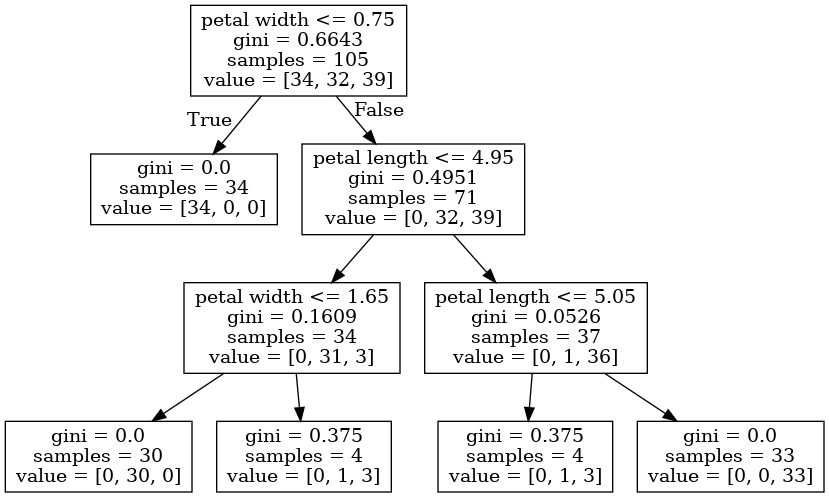 petal width <= 0.75
gini = 0.6643
samples = 105
value = [34, 32, 39]
True
False
gini = 0.0
samples = 34
value = [34, 0, 0]
petal length <= 4.95
gini = 0.4951
samples = 71
value = [0, 32, 39]
petal width <= 1.65
gini = 0.1609
samples = 34
value = [0, 31, 3]
petal length <= 5.05
gini = 0.0526
samples = 37
value = [0, 1, 36]
gini = 0.0
samples = 30
value = [0, 30, 0]
gini = 0.375
samples = 4
value = [0, 1, 3]
gini = 0.375
samples = 4
value = [0, 1, 3]
gini = 0.0
samples = 33
value = [0, 0, 33]